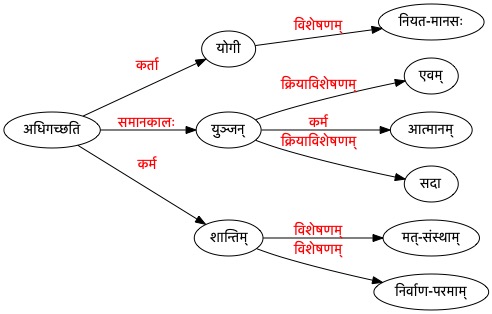 विशेषणम्
नियत-मानसः
योगी
कर्ता
क्रियाविशेषणम्
एवम्
अधिगच्छति
समानकालः
युञ्जन्
कर्म
आत्मानम्
क्रियाविशेषणम्
सदा
कर्म
शान्तिम्
विशेषणम्
मत्-संस्थाम्
विशेषणम्
निर्वाण-परमाम्